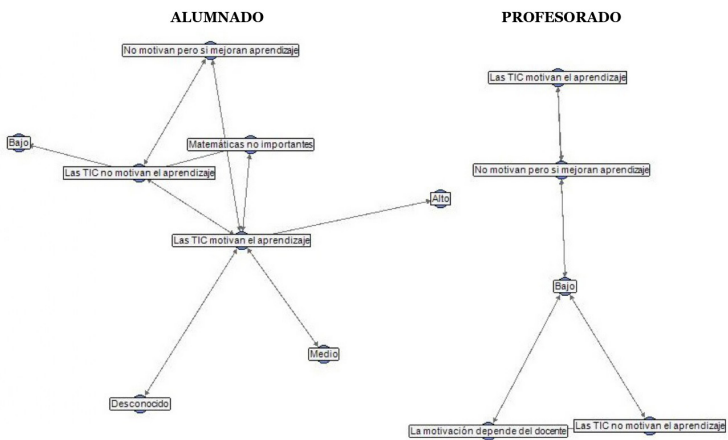 ALUMNADO
No motivan pero si mejoran aprendizaje
Bajo
Matemáticas no importantes
Las TIC no motivan el aprendizaje
Alto
Las TIC motivan el aprendizaje
Medio
Desconocido
PROFESORADO
Las TIC motivan el aprendizaje
No motivan pero si mejoran aprendizaje
Bajo
La motivación depende del docente
Las TIC no motivan el aprendizaje